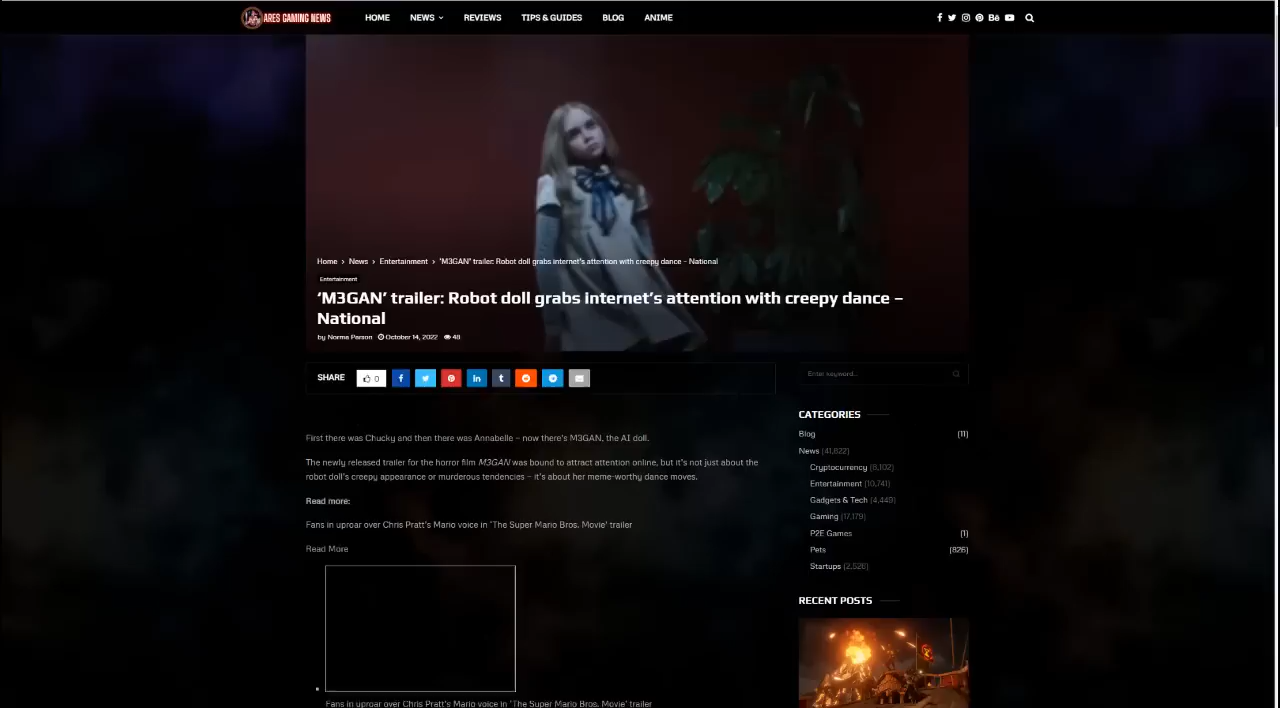 ARES GAMING NEWS
HOME
NEWS
REVIEWS
TIPS & GUIDES
BLOG
ANIME
Home › News › Entertainment › 'M3GAN' trailer: Robot doll grabs internet's attention with creepy dance – National
Entertainment
‘M3GAN’ trailer: Robot doll grabs internet’s attention with creepy dance –
National
by Norma Parson October 14, 2022 48
SHARE
0
Enter keyword...
First there was Chucky and then there was Annabelle – now there’s M3GAN, the AI doll.
The newly released trailer for the horror film M3GAN was bound to attract attention online, but it’s not just about the
robot doll’s creepy appearance or murderous tendencies – it’s about her meme-worthy dance moves.
Read more:
Fans in uproar over Chris Pratt’s Mario voice in ‘The Super Mario Bros. Movie’ trailer
Read More
Fans in uproar over Chris Pratt’s Mario voice in ‘The Super Mario Bros. Movie’ trailer
CATEGORIES
Blog (11)
News (41,822)
Cryptocurrency (6,102)
Entertainment (10,741)
Gadgets & Tech (4,449)
Gaming (17,179)
P2E Games (1)
Pets (826)
Startups (2,526)
RECENT POSTS